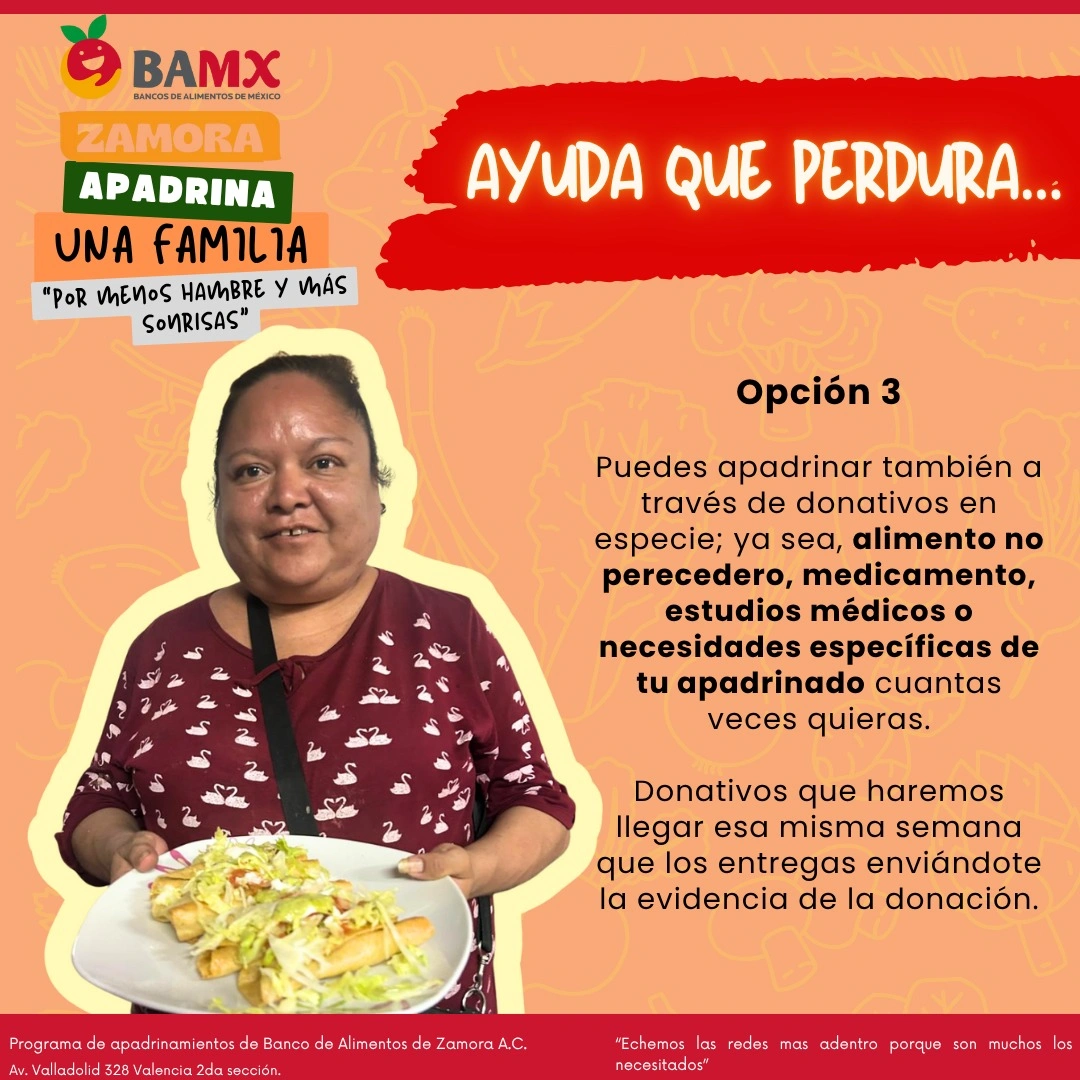 BAMX
BANCOS DE ALIMENTOS DE MÉXICO
ZAMORA
APADRINA
UNA FAMILIA
"POR MENOS HAMBRE Y MÁS
SONRISAS"
AYUDA QUE PERDURA...
Opción 3
Puedes apadrinar también a
través de donativos en
especie; ya sea, alimento no
perecedero, medicamento,
estudios médicos o
necesidades específicas de
tu apadrinado cuantas
veces quieras.
Donativos que haremos
llegar esa misma semana
que los entregas enviándote
la evidencia de la donación.
Programa de apadrinamientos de Banco de Alimentos de Zamora A.C.
Av. Valladolid 328 Valencia 2da sección.
"Echemos las redes mas adentro porque son muchos los
necesitados"